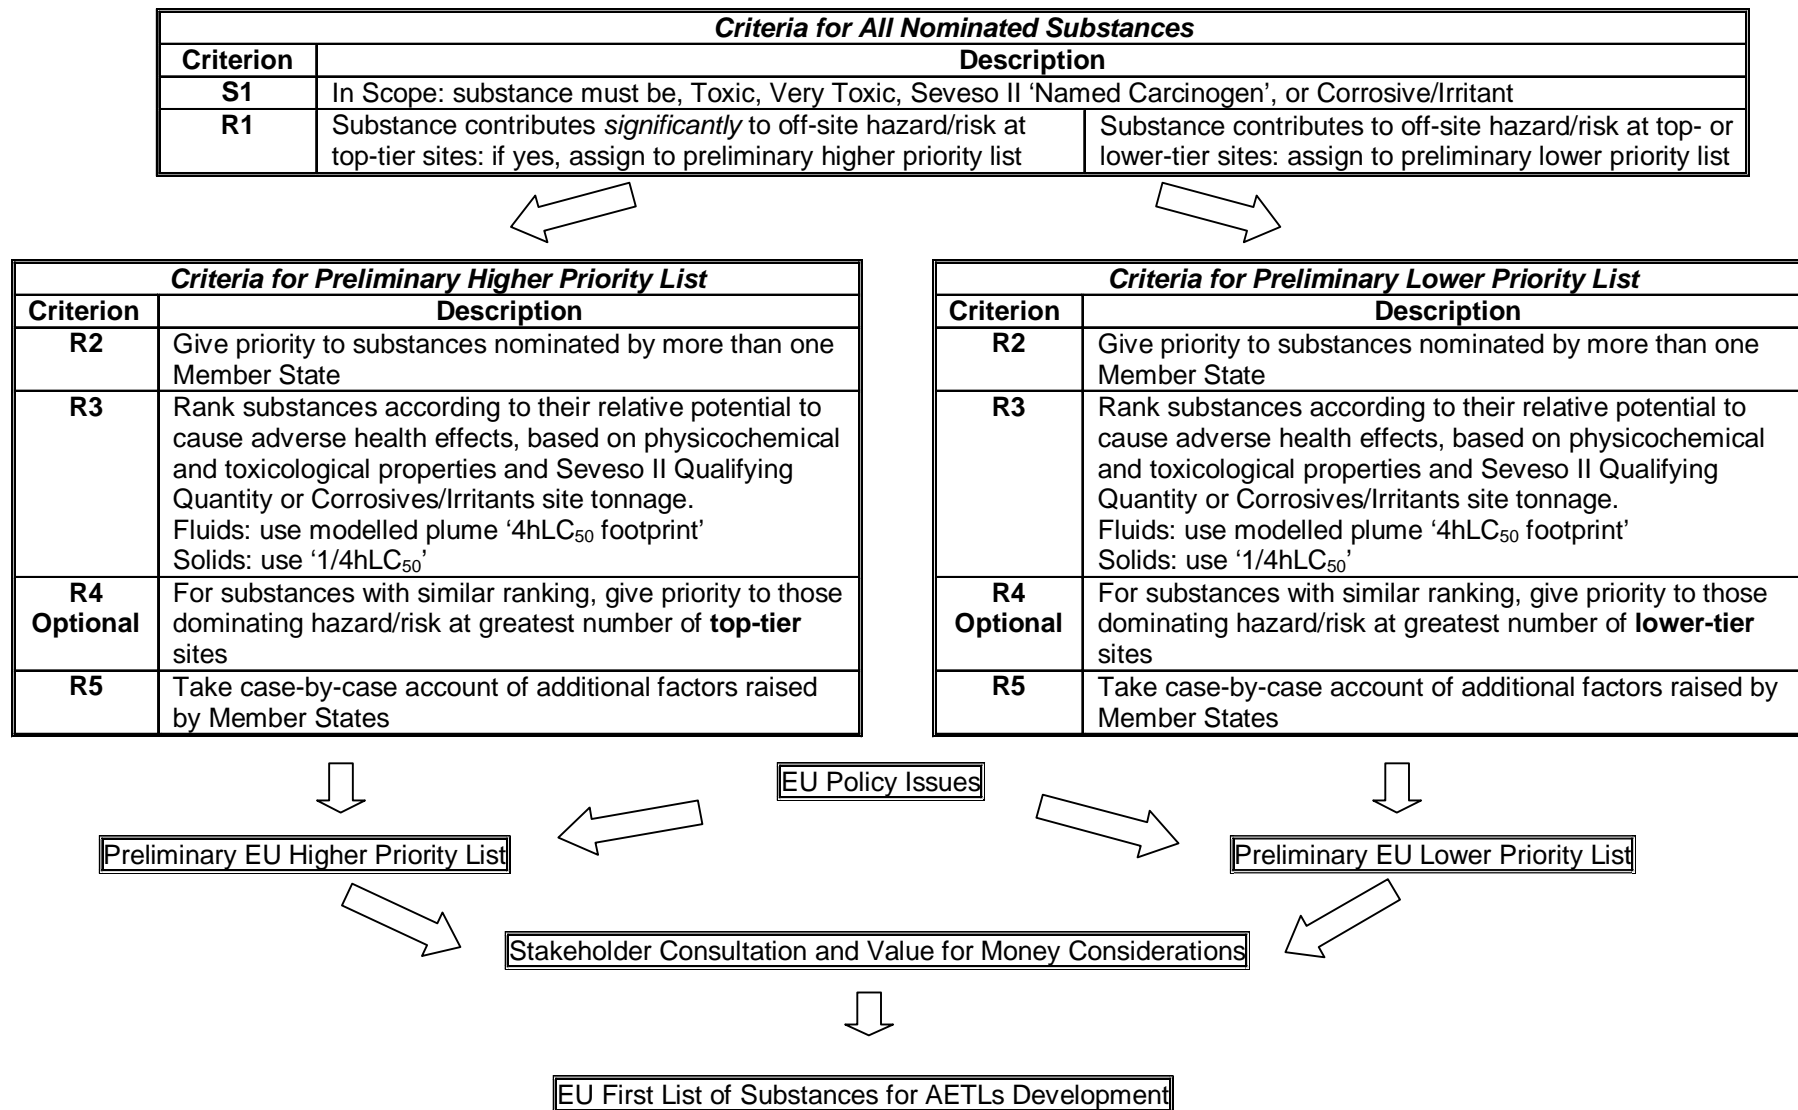 Criteria for All Nominated Substances
Criterion Description
S1 In Scope: substance must be, Toxic, Very Toxic, Seveso II ‘Named Carcinogen’, or Corrosive/Irritant
R1 Substance contributes significantly to off-site hazard/risk at
top-tier sites: if yes, assign to preliminary higher priority list
Substance contributes to off-site hazard/risk at top- or
lower-tier sites: assign to preliminary lower priority list
Criteria for Preliminary Higher Priority List
Criterion Description
R2 Give priority to substances nominated by more than one
Member State
R3 Rank substances according to their relative potential to
cause adverse health effects, based on physicochemical
and toxicological properties and Seveso II Qualifying
Quantity or Corrosives/Irritants site tonnage.
Fluids: use modelled plume ‘4hLC50 footprint’
Solids: use ‘1/4hLC50’
R4 For substances with similar ranking, give priority to those
Optional dominating hazard/risk at greatest number of top-tier
sites
R5 Take case-by-case account of additional factors raised
by Member States
Criteria for Preliminary Lower Priority List
Criterion Description
R2 Give priority to substances nominated by more than one
Member State
R3 Rank substances according to their relative potential to
cause adverse health effects, based on physicochemical
and toxicological properties and Seveso II Qualifying
Quantity or Corrosives/Irritants site tonnage.
Fluids: use modelled plume ‘4hLC50 footprint’
Solids: use ‘1/4hLC50’
R4 For substances with similar ranking, give priority to those
Optional dominating hazard/risk at greatest number of lower-tier
sites
R5 Take case-by-case account of additional factors raised by
Member States
EU Policy Issues
Preliminary EU Higher Priority List
Preliminary EU Lower Priority List
Stakeholder Consultation and Value for Money Considerations
EU First List of Substances for AETLs Development